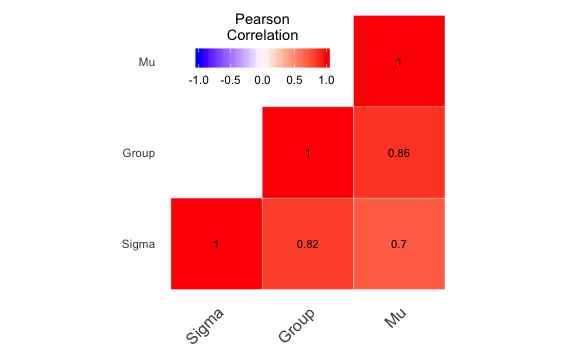 Pearson
Correlation
-1.0 -0.5 0.0 0.5 1.0
Mu 1
Group 1 0.86
Sigma 1 0.82 0.7
Sigma Group Mu